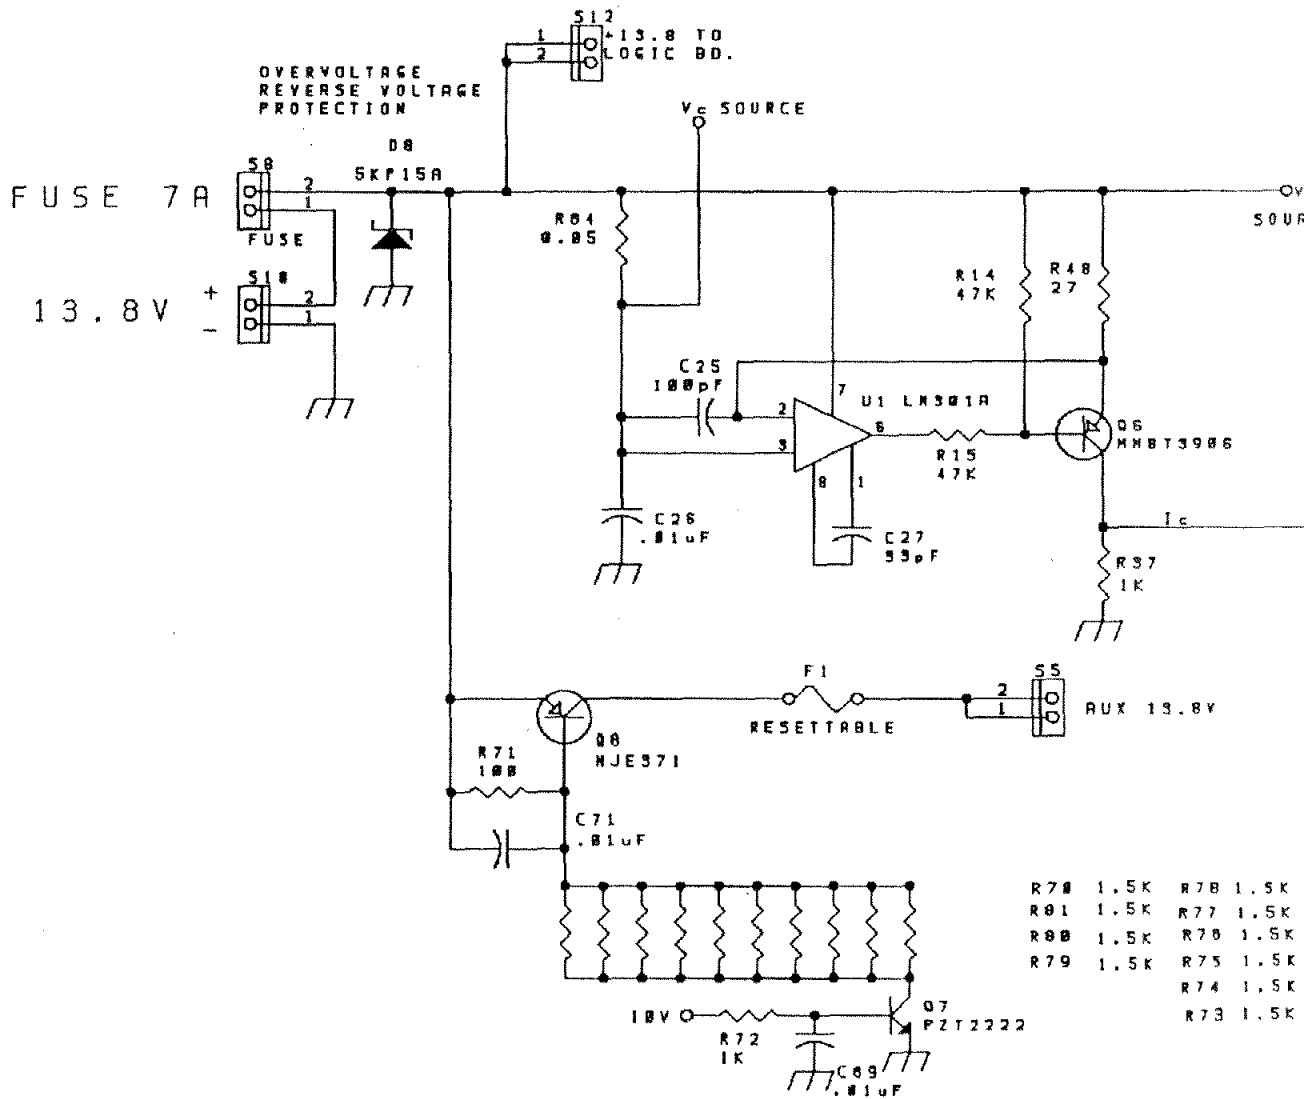 S12
1
2
+13.8 TO
LOGIC BD.
OVERVOLTAGE
REVERSE VOLTAGE
PROTECTION
Vc SOURCE
D8
5KP15A
S8
FUSE 7A
2
1
FUSE
R84
0.05
SOUR
S10
13.8V
+
-
2
1
R14
47K
R48
27
C25
100pF
7
U1 LM301A
2
3
6
8
1
R15
47K
Q6
MMBT3906
C26
.01uF
C27
33pF
Ic
R37
1K
F1
RESETTABLE
S5
2
1
AUX 13.8V
Q8
MJE371
R71
100
C71
.01uF
R70 1.5K R78 1.5K
R81 1.5K R77 1.5K
R80 1.5K R76 1.5K
R79 1.5K R75 1.5K
R74 1.5K
R73 1.5K
10V
R72
1K
Q7
PZT2222
C69
.01uF